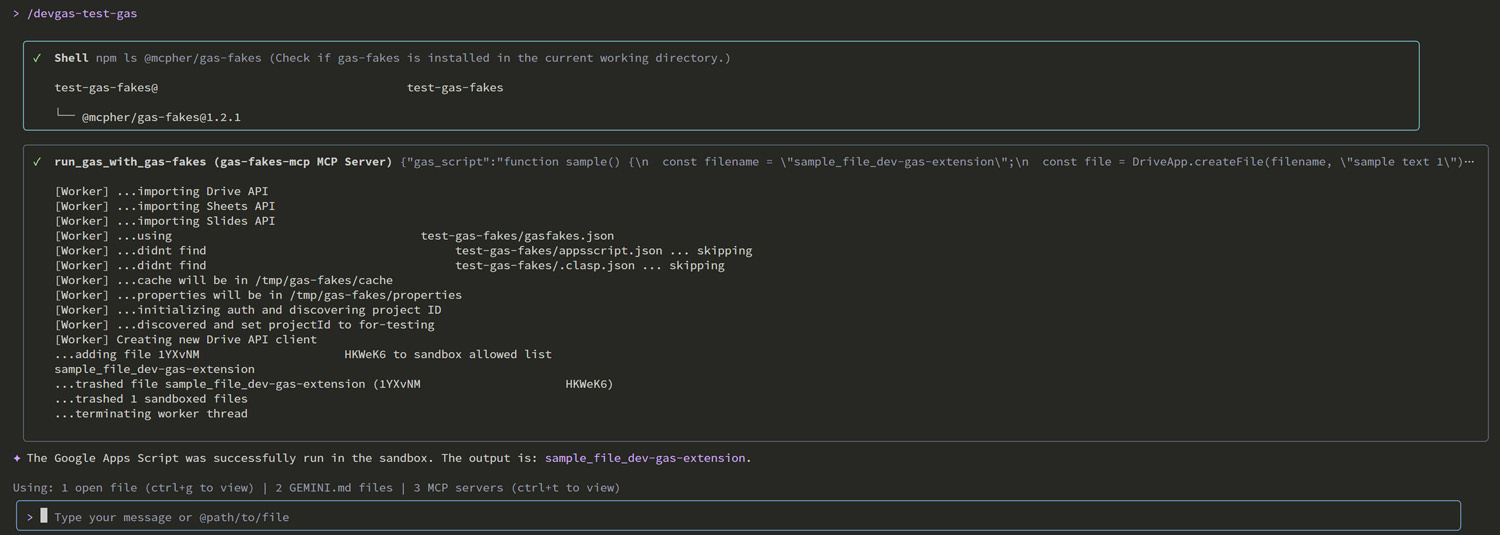 > /devgas-test-gas
✓ Shell npm ls @mcpher/gas-fakes (Check if gas-fakes is installed in the current working directory.)
test-gas-fakes@ test-gas-fakes
└── @mcpher/gas-fakes@1.2.1
✓ run_gas_with_gas-fakes (gas-fakes-mcp MCP Server) {"gas_script":"function sample() {\n  const filename = \"sample_file_dev-gas-extension\";\n  const file = DriveApp.createFile(filename, \"sample text 1\")…
[Worker] ...importing Drive API
[Worker] ...importing Sheets API
[Worker] ...importing Slides API
[Worker] ...using test-gas-fakes/gasfakes.json
[Worker] ...didnt find test-gas-fakes/appsscript.json ... skipping
[Worker] ...didnt find test-gas-fakes/.clasp.json ... skipping
[Worker] ...cache will be in /tmp/gas-fakes/cache
[Worker] ...properties will be in /tmp/gas-fakes/properties
[Worker] ...initializing auth and discovering project ID
[Worker] ...discovered and set projectId to for-testing
[Worker] Creating new Drive API client
...adding file 1YXvNM HKWeK6 to sandbox allowed list
sample_file_dev-gas-extension
...trashed file sample_file_dev-gas-extension (1YXvNM HKWeK6)
...trashed 1 sandboxed files
...terminating worker thread
✦ The Google Apps Script was successfully run in the sandbox. The output is: sample_file_dev-gas-extension.
Using: 1 open file (ctrl+g to view) | 2 GEMINI.md files | 3 MCP servers (ctrl+t to view)
> Type your message or @path/to/file